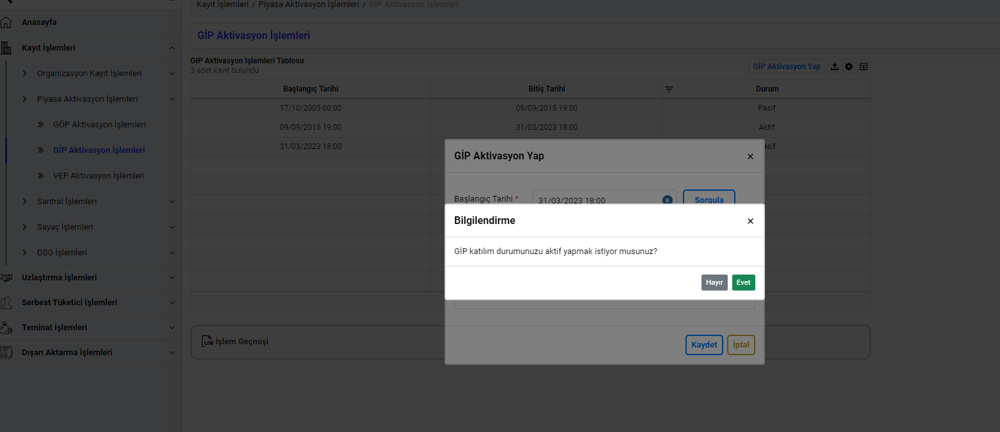 Kayıt İşlemleri / Piyasa Aktivasyon İşlemleri / GİP Aktivasyon İşlemleri
Anasayfa
Kayıt İşlemleri
Organizasyon Kayıt İşlemleri
Piyasa Aktivasyon İşlemleri
GÖP Aktivasyon İşlemleri
GİP Aktivasyon İşlemleri
VEP Aktivasyon İşlemleri
Santral İşlemleri
Sayaç İşlemleri
DSG İşlemleri
Uzlaştırma İşlemleri
Serbest Tüketici İşlemleri
Teminat İşlemleri
Dışarı Aktarma İşlemleri
GİP Aktivasyon İşlemleri
GIP Aktivasyon Işlemleri Tablosu
3 adet kayıt bulundu
GİP Aktivasyon Yap
Başlangıç Tarihi Bitiş Tarihi Durum
17/10/2005 00:00 09/09/2015 19:00 Pasif
09/09/2015 19:00 31/03/2023 18:00 Aktif
31/03/2023 18:00 asif
GİP Aktivasyon Yap
×
Başlangıç Tarihi * 31/03/2023 18:00 Sorgula
Bilgilendirme
×
GİP katılım durumunuzu aktif yapmak istiyor musunuz?
Hayır Evet
LOG İşlem Geçmişi
Kaydet İptal